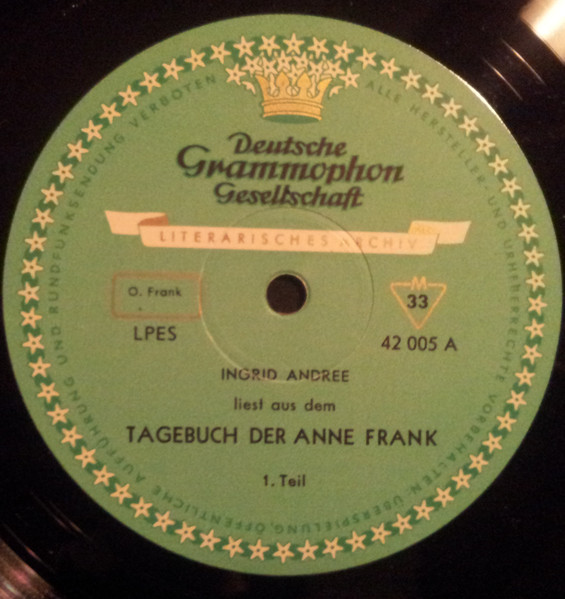 ALLE HERSTELLER- UND URHEBERRECHTE VORBEHALTEN. ÜBERSPIELUNG, ÖFFENTLICHE AUFFÜHRUNG UND RUNDFUNKSENDUNG VERBOTEN
Deutsche
Grammophon
Gesellschaft
LITERARISCHES ARCHIV
O. Frank
M
33
LPES
42 005 A
INGRID ANDREE
liest aus dem
TAGEBUCH DER ANNE FRANK
1. Teil